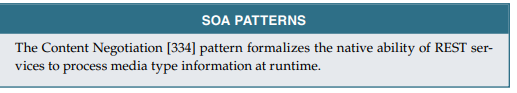 SOA PATTERNS
The Content Negotiation [334] pattern formalizes the native ability of REST ser-
vices to process media type information at runtime.